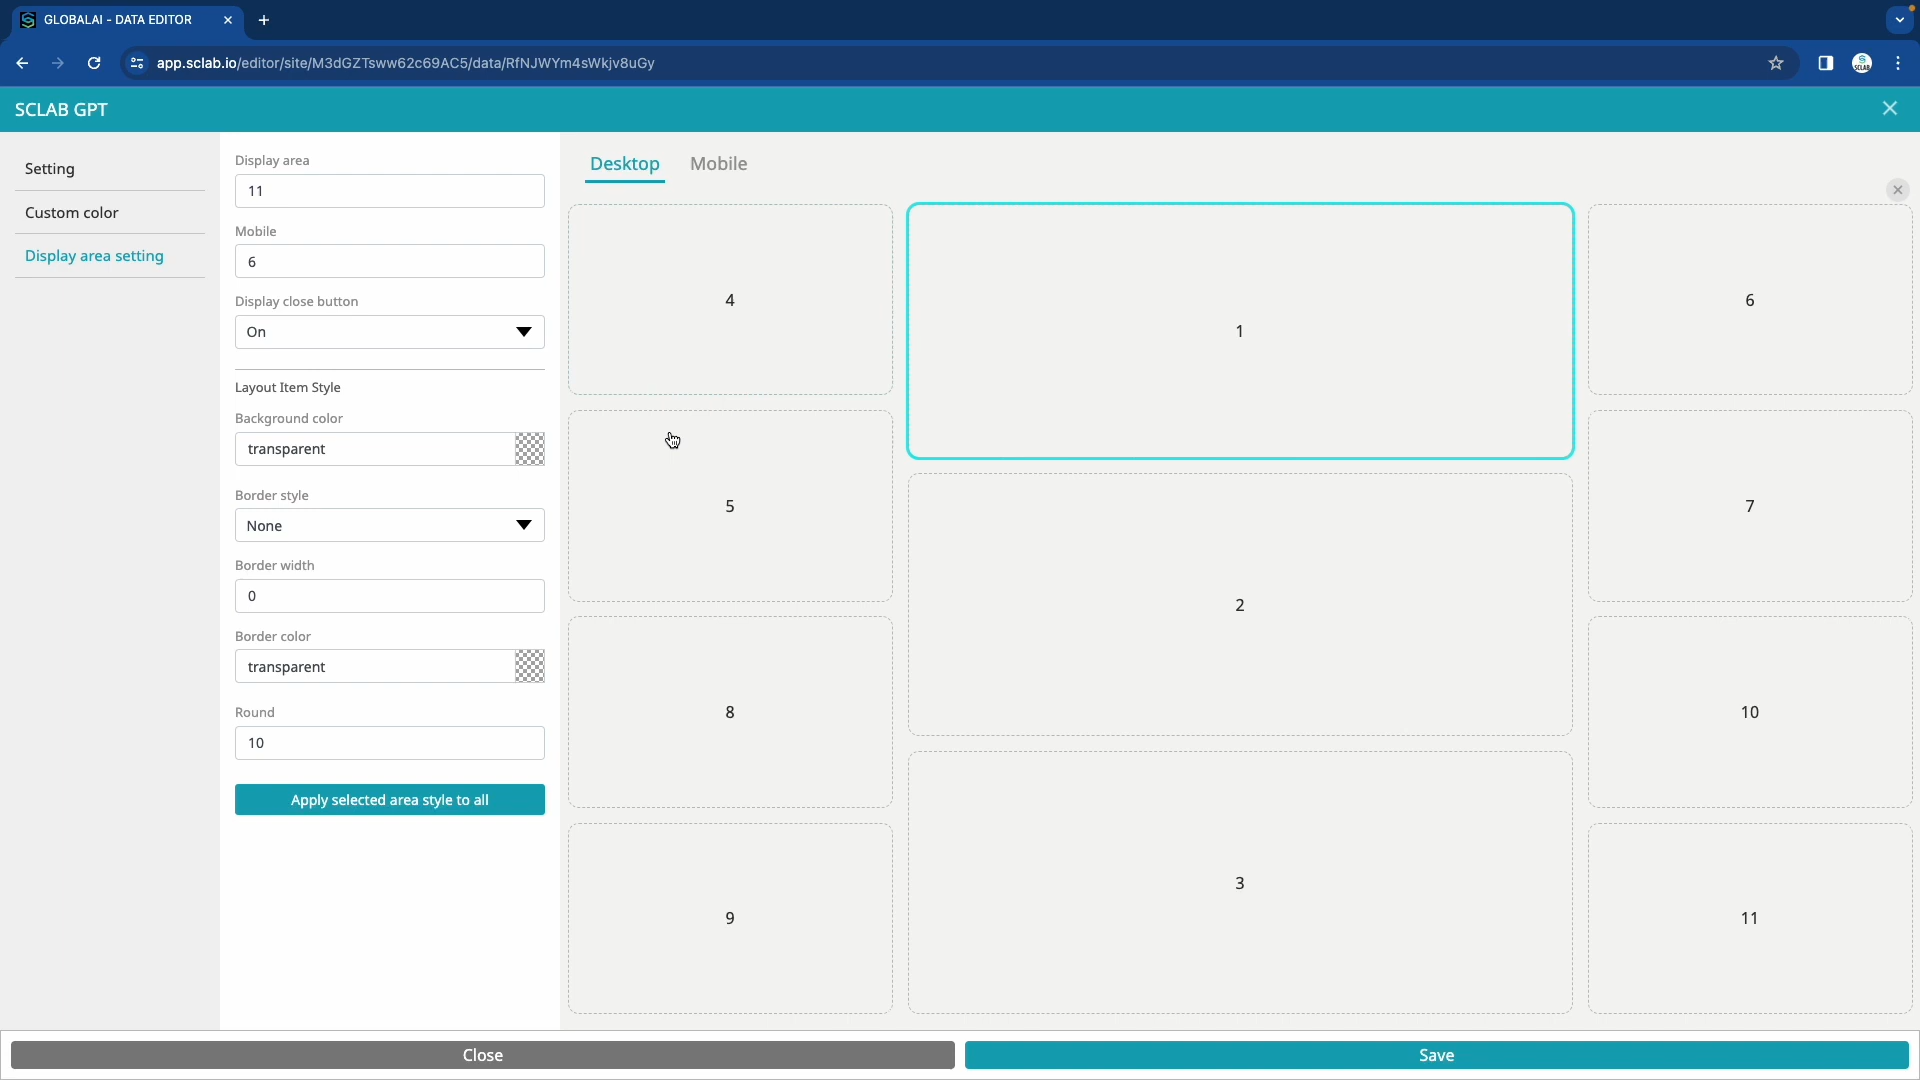 GLOBALAI - DATA EDITOR
app.sclab.io/editor/site/M3dGZTsww62c69AC5/data/RfNJWYm4sWkjv8uGy
SCLAB
SCLAB GPT
Setting
Custom color
Display area setting
Display area
11
Mobile
6
Display close button
On
Layout Item Style
Background color
transparent
Border style
None
Border width
0
Border color
transparent
Round
10
Apply selected area style to all
Desktop
Mobile
4
1
6
5
7
2
8
10
3
9
11
Close
Save